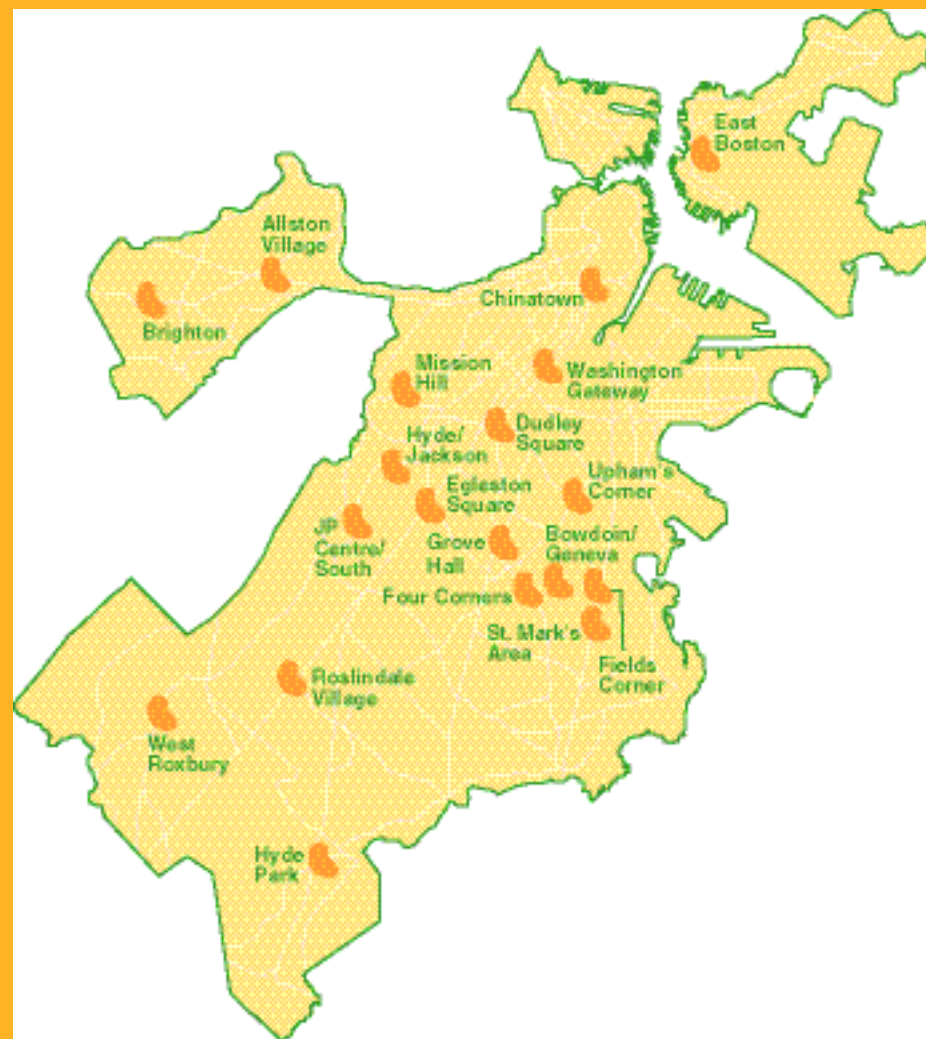 East
Boston
Allston
Village
Chinatown
Brighton
Mission
Hill
Washington
Gateway
Dudley
Square
Hyde/
Jackson
Upham's
Corner
Egleston
Square
JP
Centre/
South
Grove
Hall
Bowdoin/
Geneva
Four Corners
St. Mark's
Area
Fields
Corner
Roslindale
Village
West
Roxbury
Hyde
Park